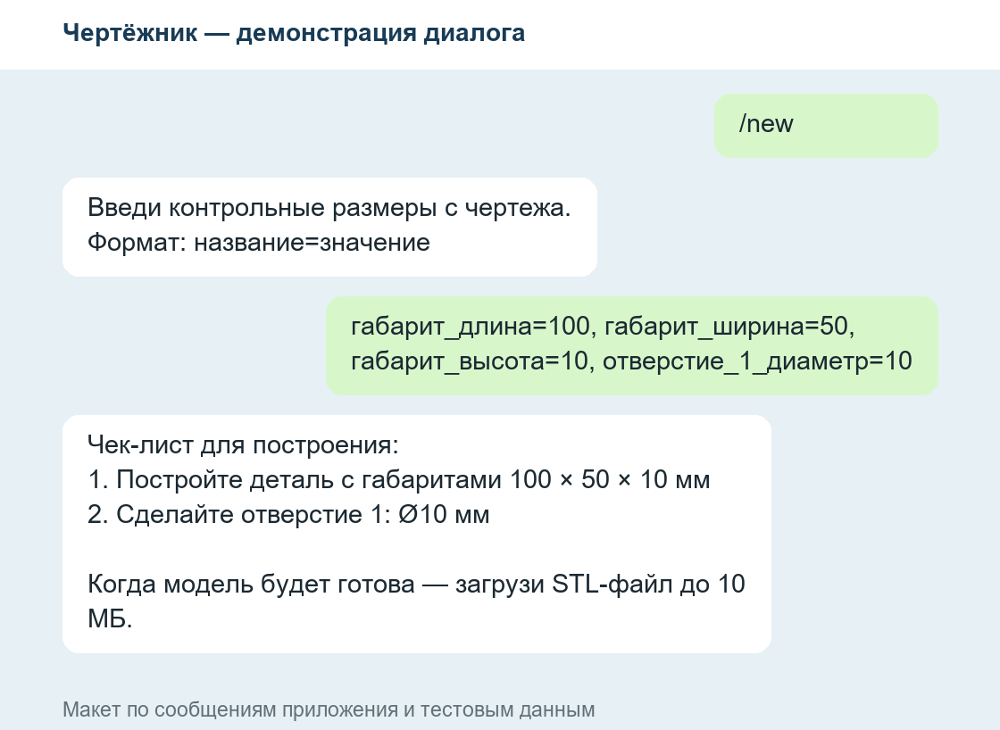 Чертёжник — демонстрация диалога
/new
Введи контрольные размеры с чертежа.
Формат: название=значение
габарит_длина=100, габарит_ширина=50,
габарит_высота=10, отверстие_1_диаметр=10
Чек-лист для построения:
1. Постройте деталь с габаритами 100 × 50 × 10 мм
2. Сделайте отверстие 1: Ø10 мм
Когда модель будет готова — загрузи STL-файл до 10
МБ.
Макет по сообщениям приложения и тестовым данным